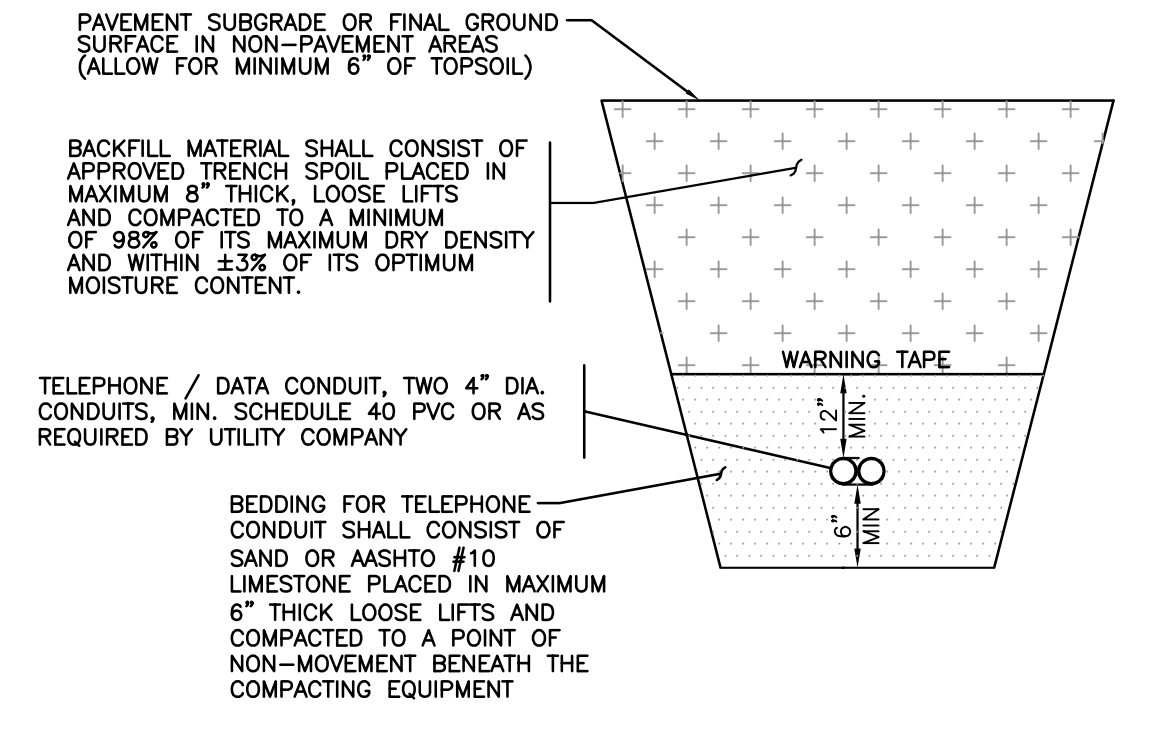 PAVEMENT SUBGRADE OR FINAL GROUND
SURFACE IN NON–PAVEMENT AREAS
(ALLOW FOR MINIMUM 6” OF TOPSOIL)
BACKFILL MATERIAL SHALL CONSIST OF
APPROVED TRENCH SPOIL PLACED IN
MAXIMUM 8” THICK, LOOSE LIFTS
AND COMPACTED TO A MINIMUM
OF 98% OF ITS MAXIMUM DRY DENSITY
AND WITHIN ±3% OF ITS OPTIMUM
MOISTURE CONTENT.
WARNING TAPE
TELEPHONE / DATA CONDUIT, TWO 4” DIA.
CONDUITS, MIN. SCHEDULE 40 PVC OR AS
REQUIRED BY UTILITY COMPANY
12”
MIN.
BEDDING FOR TELEPHONE
CONDUIT SHALL CONSIST OF
SAND OR AASHTO #10
LIMESTONE PLACED IN MAXIMUM
6” THICK LOOSE LIFTS AND
COMPACTED TO A POINT OF
NON–MOVEMENT BENEATH THE
COMPACTING EQUIPMENT
6”
MIN